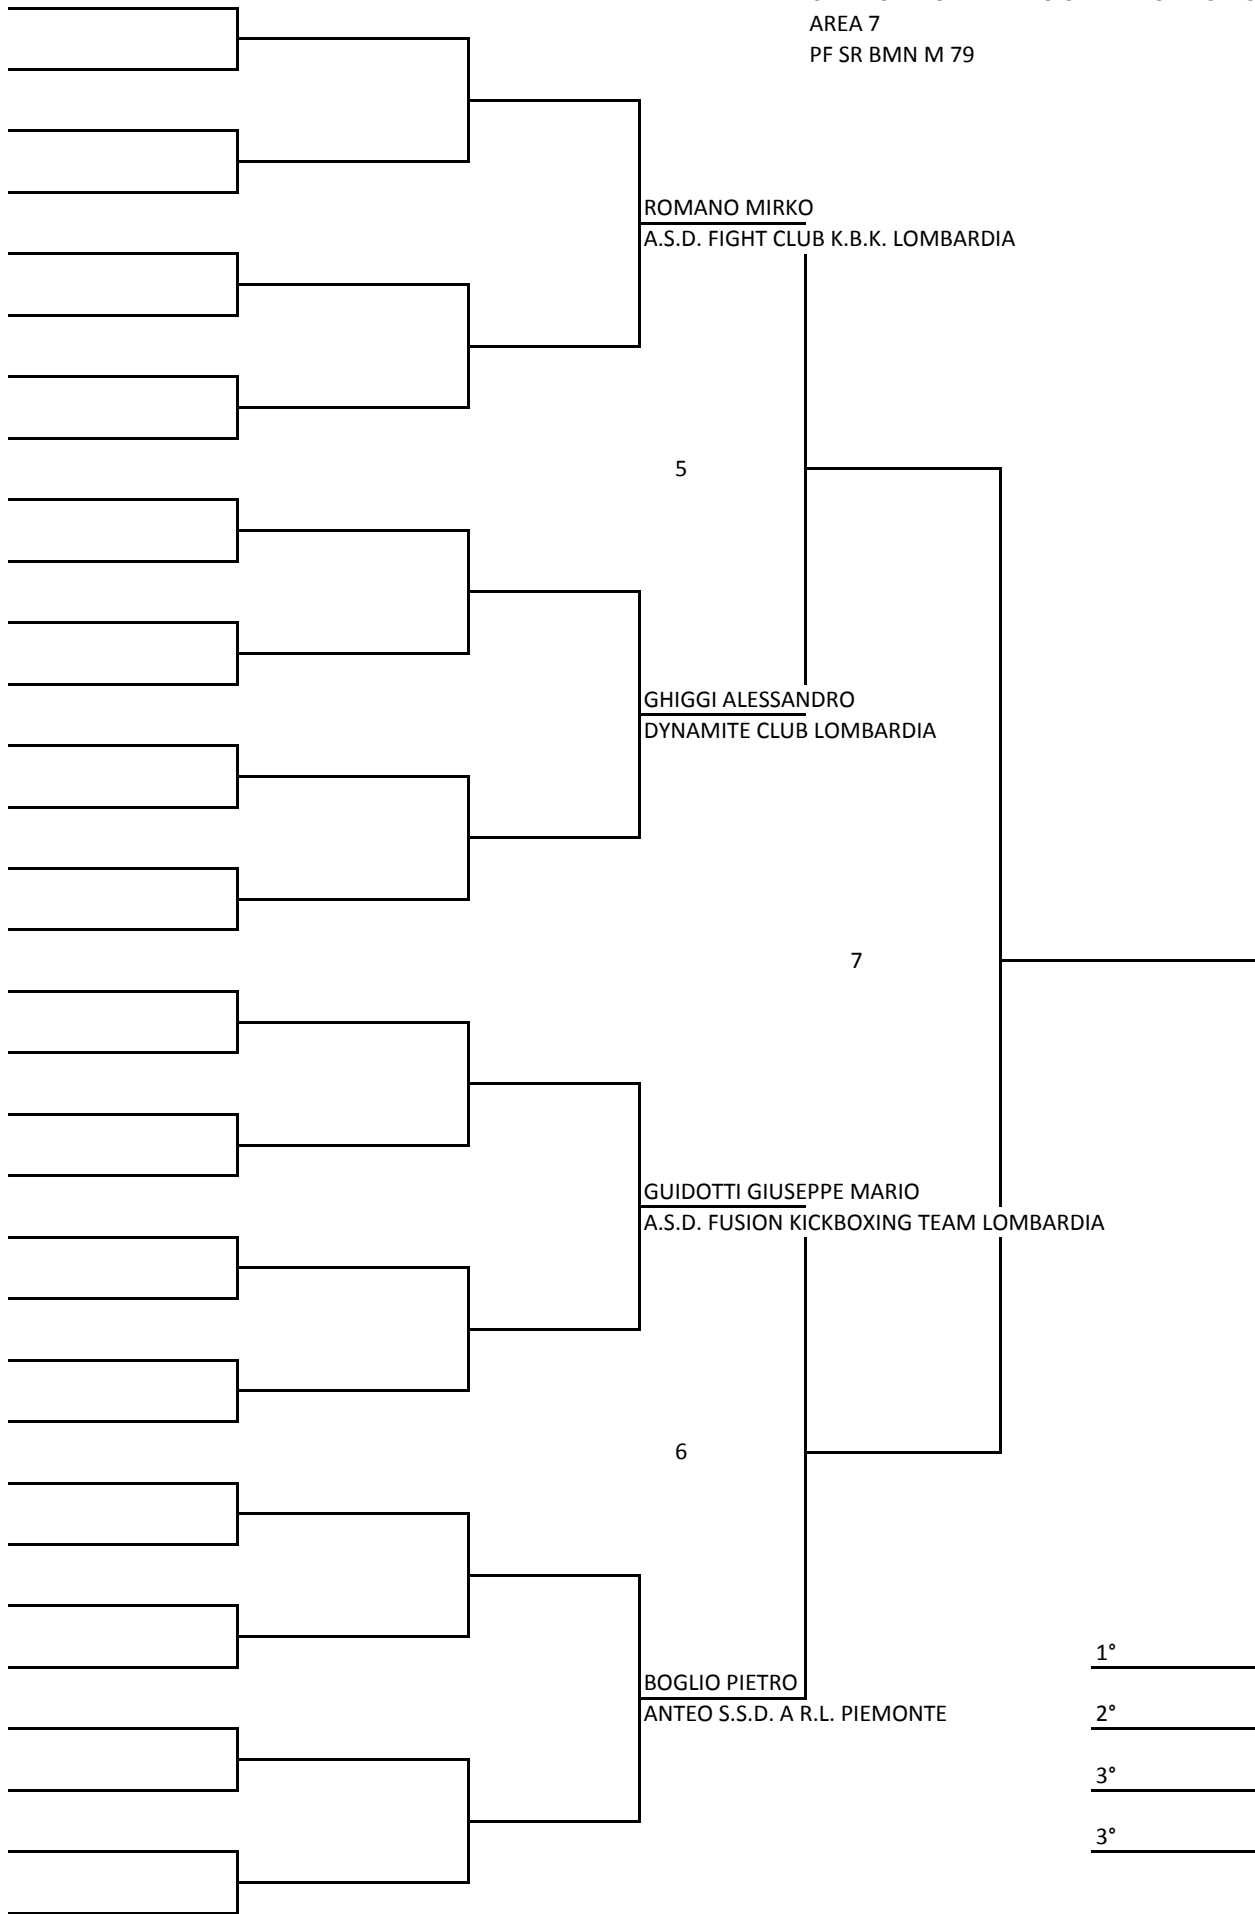 AREA 7
PF SR BMN M 79
ROMANO MIRKO
A.S.D. FIGHT CLUB K.B.K. LOMBARDIA
5
GHIGGI ALESSANDRO
DYNAMITE CLUB LOMBARDIA
7
GUIDOTTI GIUSEPPE MARIO
A.S.D. FUSION KICKBOXING TEAM LOMBARDIA
6
BOGLIO PIETRO
ANTEO S.S.D. A R.L. PIEMONTE
1°
2°
3°
3°